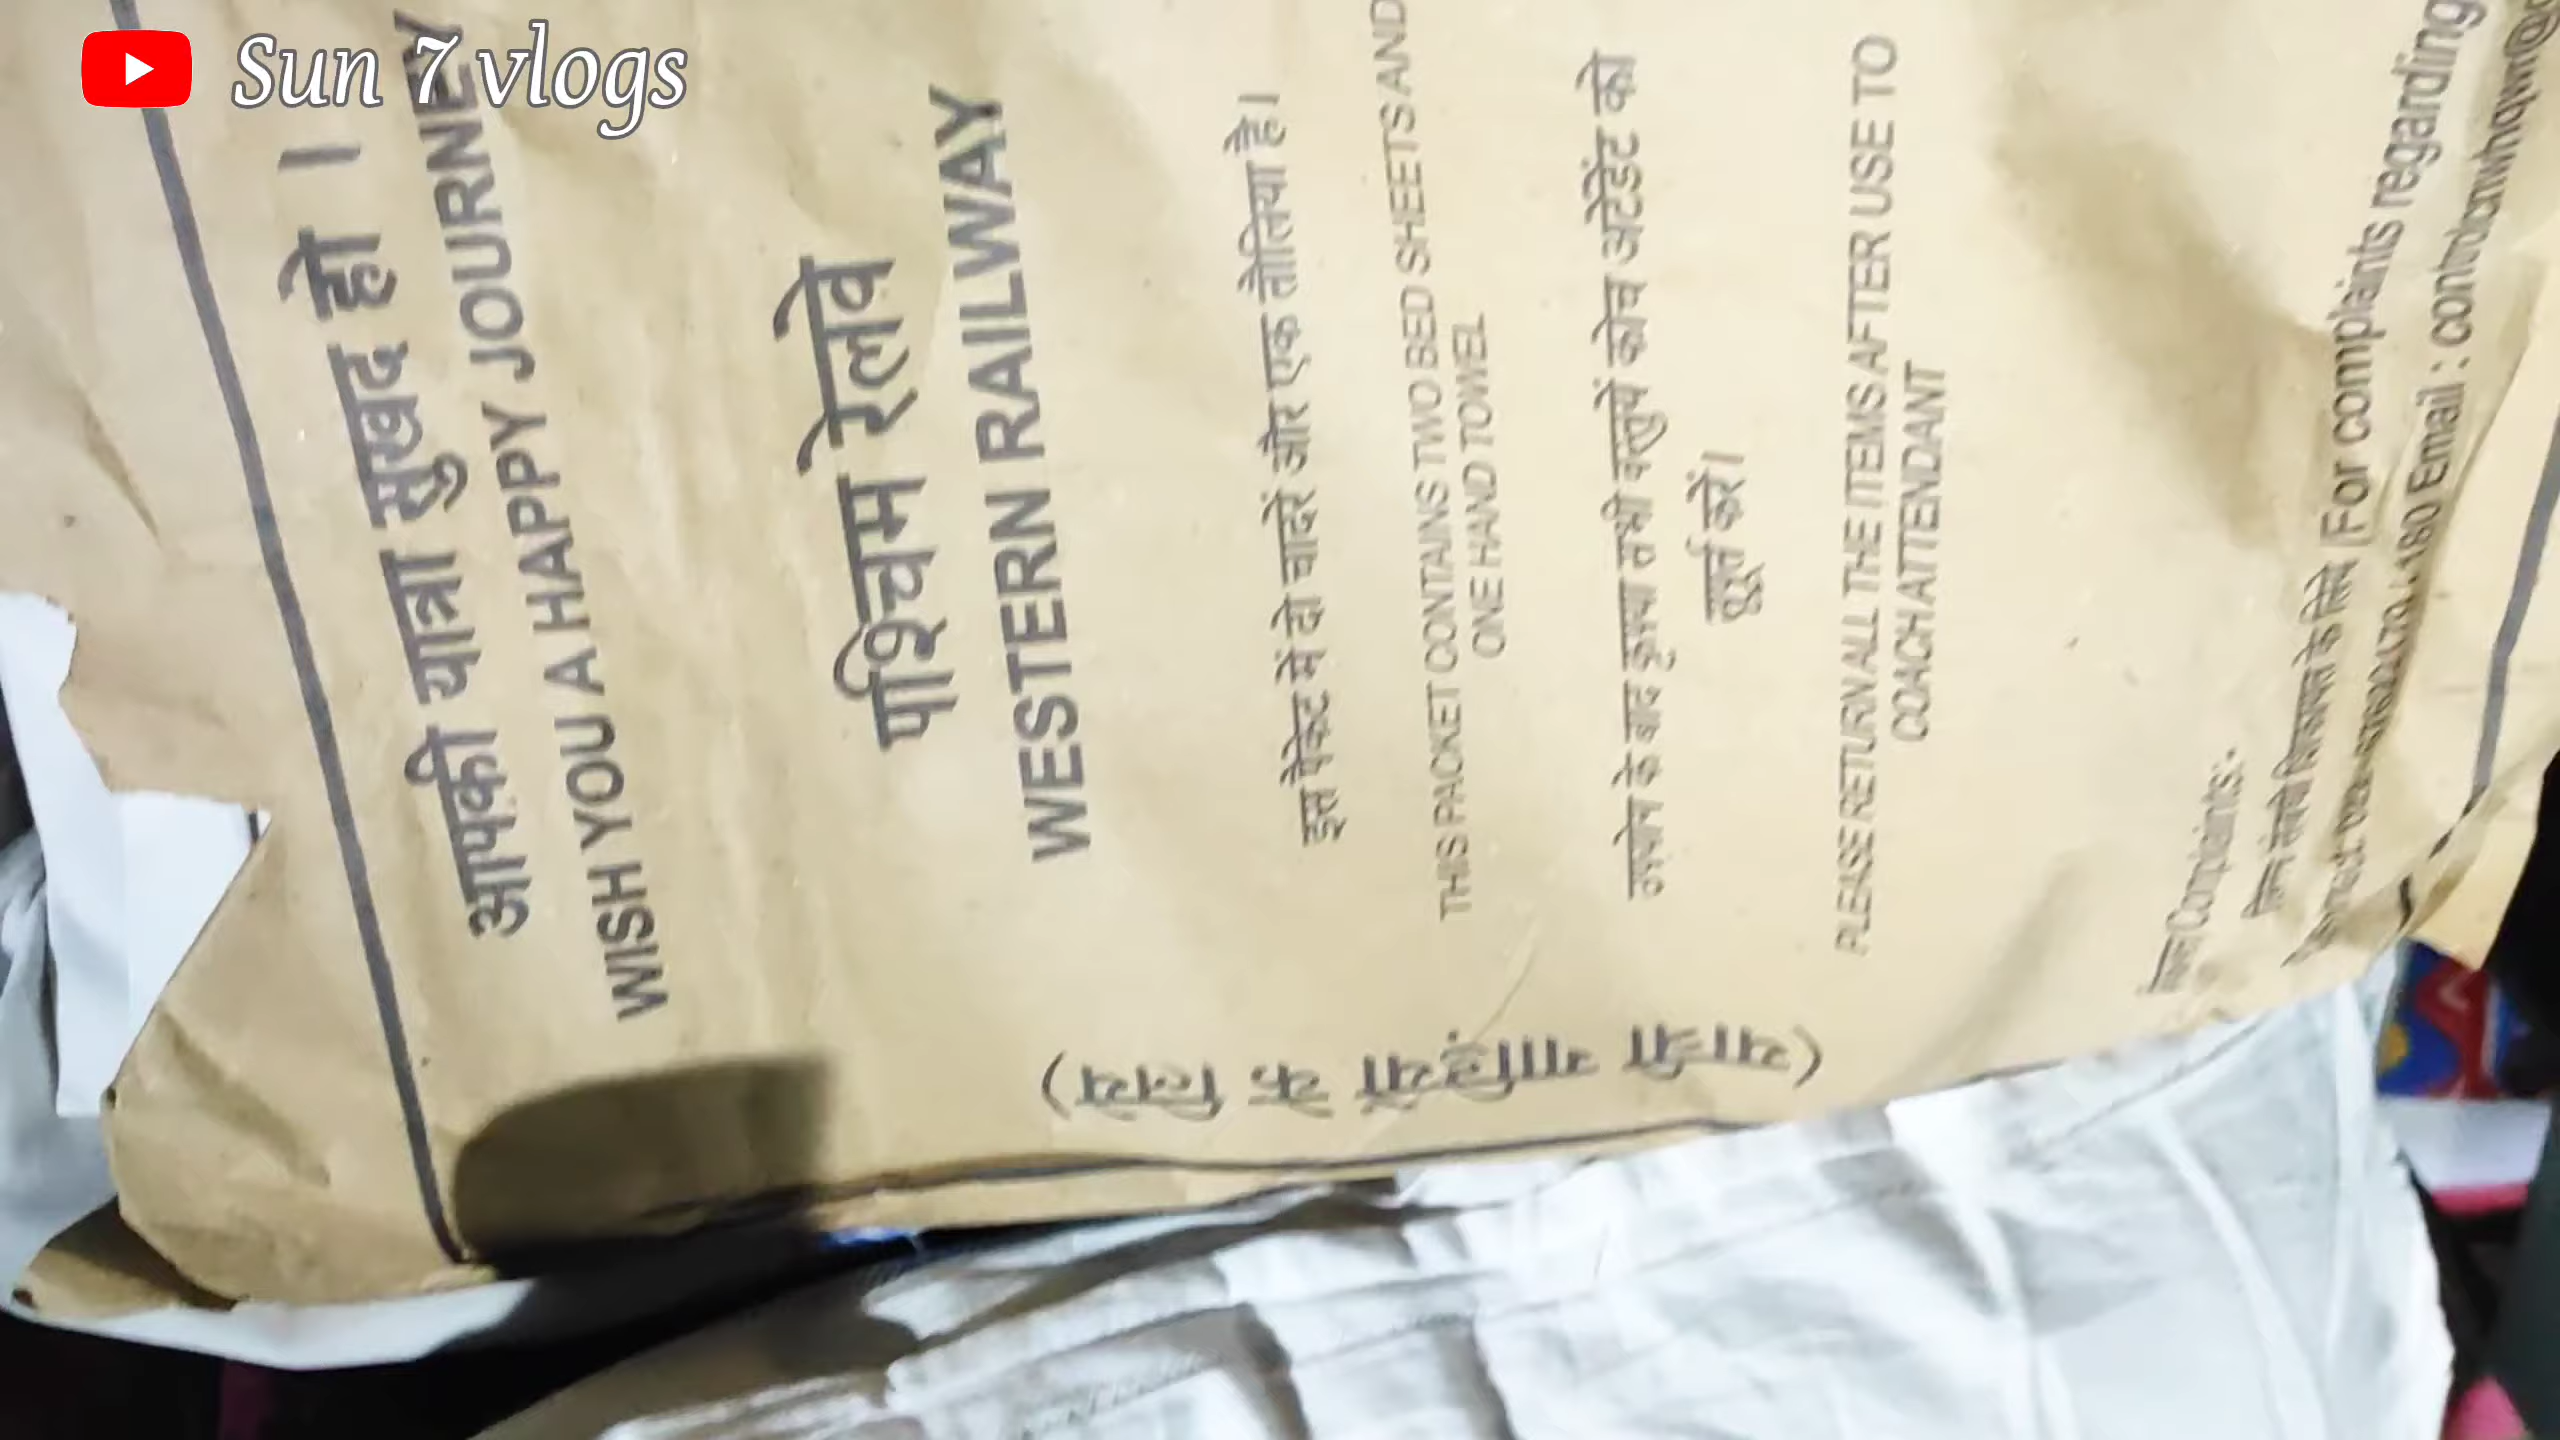 Sun 7 vlogs
आपकी यात्रा सुखद हो ।
WISH YOU A HAPPY JOURNEY
पश्चिम रेलवे
WESTERN RAILWAY
इस पैकेट में दो चादरें और एक तौलिया है।
THIS PACKET CONTAINS TWO BED SHEETS AND
ONE HAND TOWEL
उपयोग के बाद कृपया सभी वस्तुयें कोच अटेंडेंट को
सुपुर्द करें।
PLEASE RETURN ALL THE ITEMS AFTER USE TO
COACH ATTENDANT
Complaints:-
के लिये (For complaints regarding
Email :
के लिये